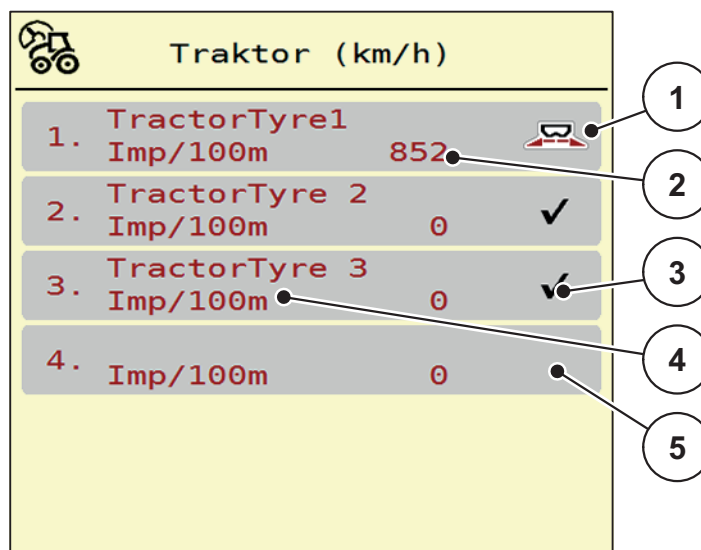 Traktor (km/h)
1. TractorTyre1
Imp/100m 852
2. TractorTyre 2
Imp/100m 0
3. TractorTyre 3
Imp/100m 0
4.
Imp/100m 0
1
2
3
4
5